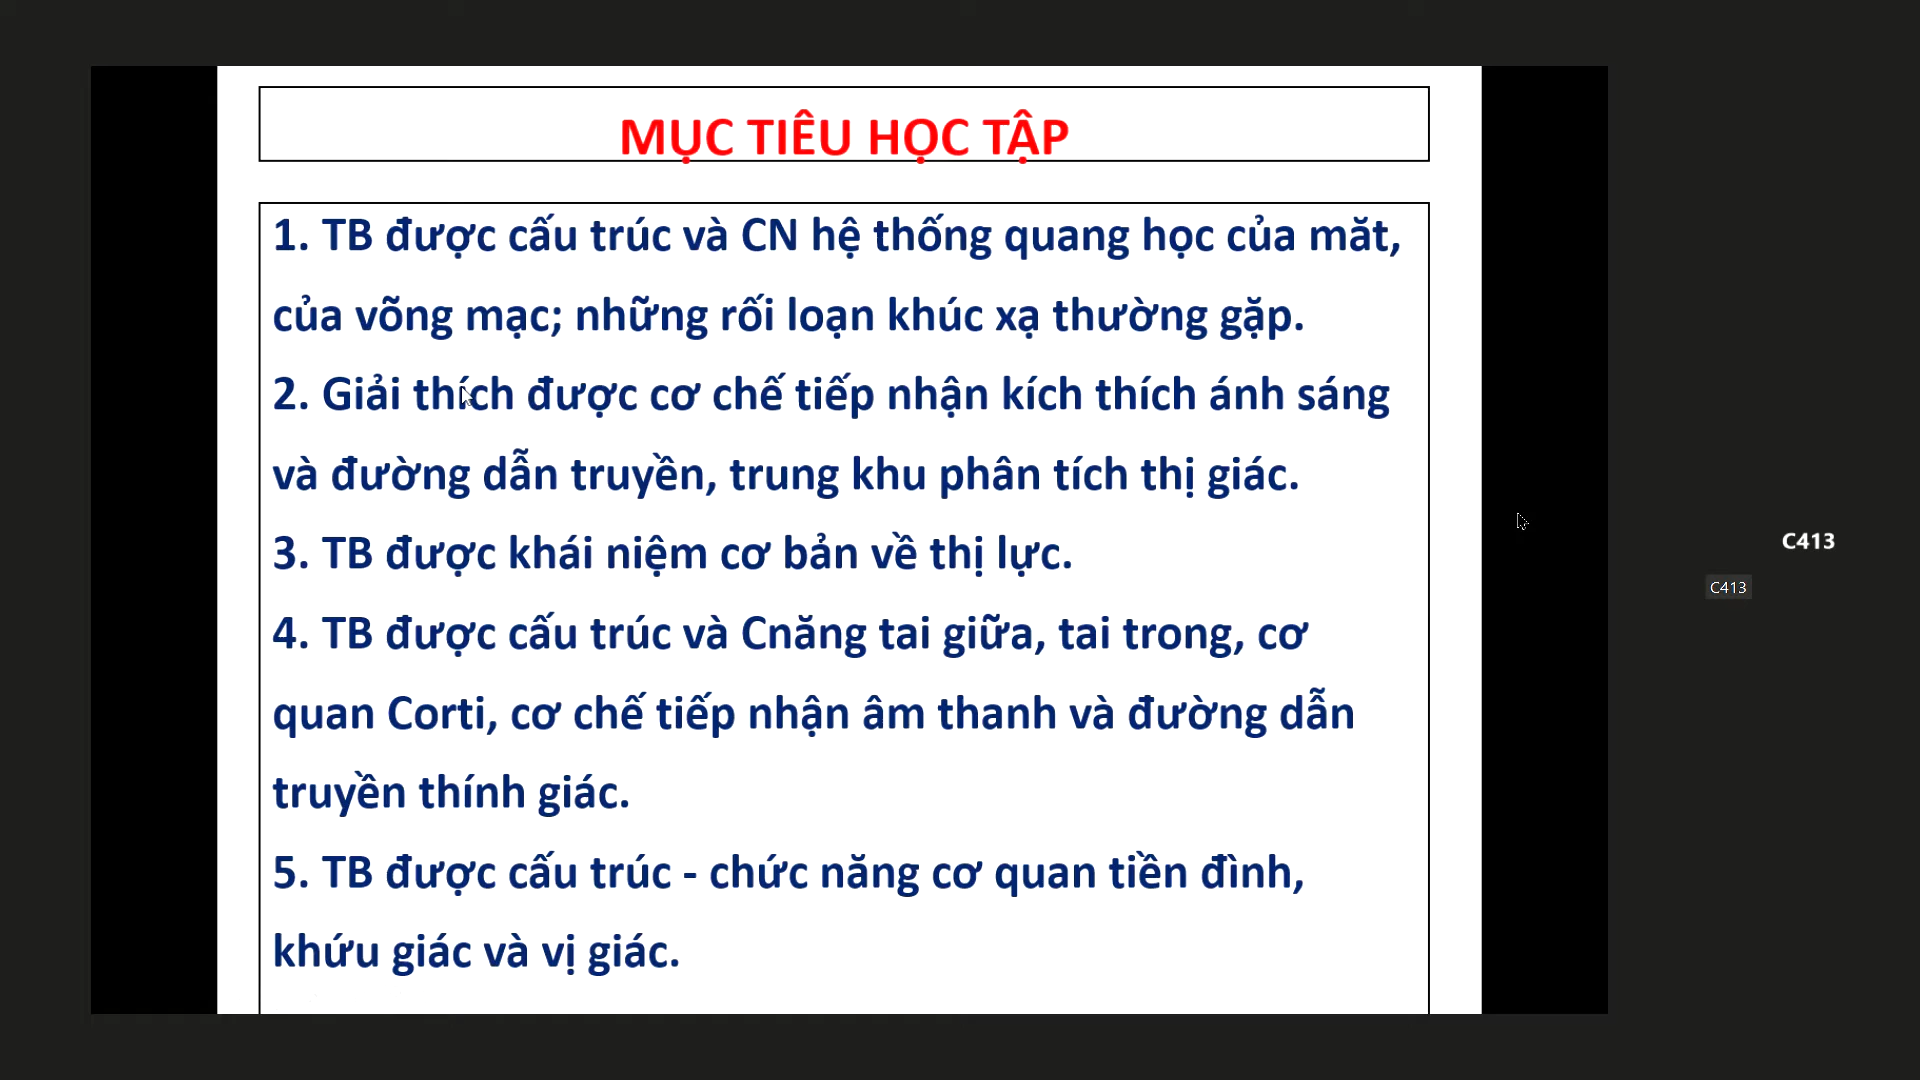 MỤC TIÊU HỌC TẬP
1. TB được cấu trúc và CN hệ thống quang học của măt,
của võng mạc; những rối loạn khúc xạ thường gặp.
2. Giải thích được cơ chế tiếp nhận kích thích ánh sáng
và đường dẫn truyền, trung khu phân tích thị giác.
3. TB được khái niệm cơ bản về thị lực.
4. TB được cấu trúc và Cnăng tai giữa, tai trong, cơ
quan Corti, cơ chế tiếp nhận âm thanh và đường dẫn
truyền thính giác.
5. TB được cấu trúc - chức năng cơ quan tiền đình,
khứu giác và vị giác.
C413
C413